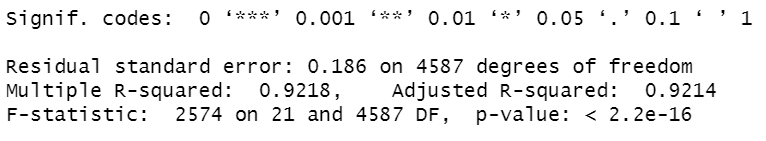 Signif. codes:  0 ‘***’ 0.001 ‘**’ 0.01 ‘*’ 0.05 ‘.’ 0.1 ‘ ’ 1
Residual standard error: 0.186 on 4587 degrees of freedom
Multiple R-squared:  0.9218,    Adjusted R-squared:  0.9214
F-statistic:  2574 on 21 and 4587 DF,  p-value: < 2.2e-16